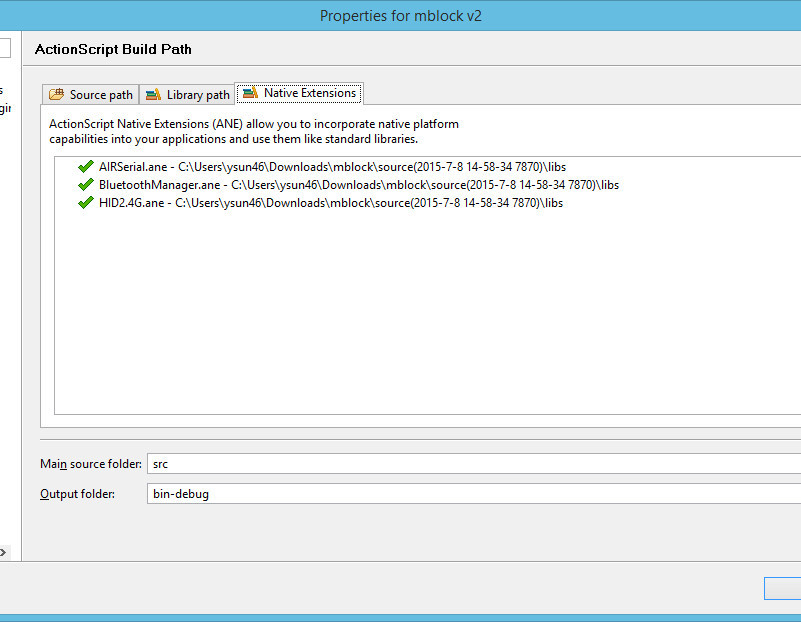 Properties for mblock v2
ActionScript Build Path
Source path
Library path
Native Extensions
ActionScript Native Extensions (ANE) allow you to incorporate native platform
capabilities into your applications and use them like standard libraries.
AIRSerial.ane - C:\Users\ysun46\Downloads\mblock\source(2015-7-8 14-58-34 7870)\libs
BluetoothManager.ane - C:\Users\ysun46\Downloads\mblock\source(2015-7-8 14-58-34 7870)\libs
HID2.4G.ane - C:\Users\ysun46\Downloads\mblock\source(2015-7-8 14-58-34 7870)\libs
Main source folder:
src
Output folder:
bin-debug